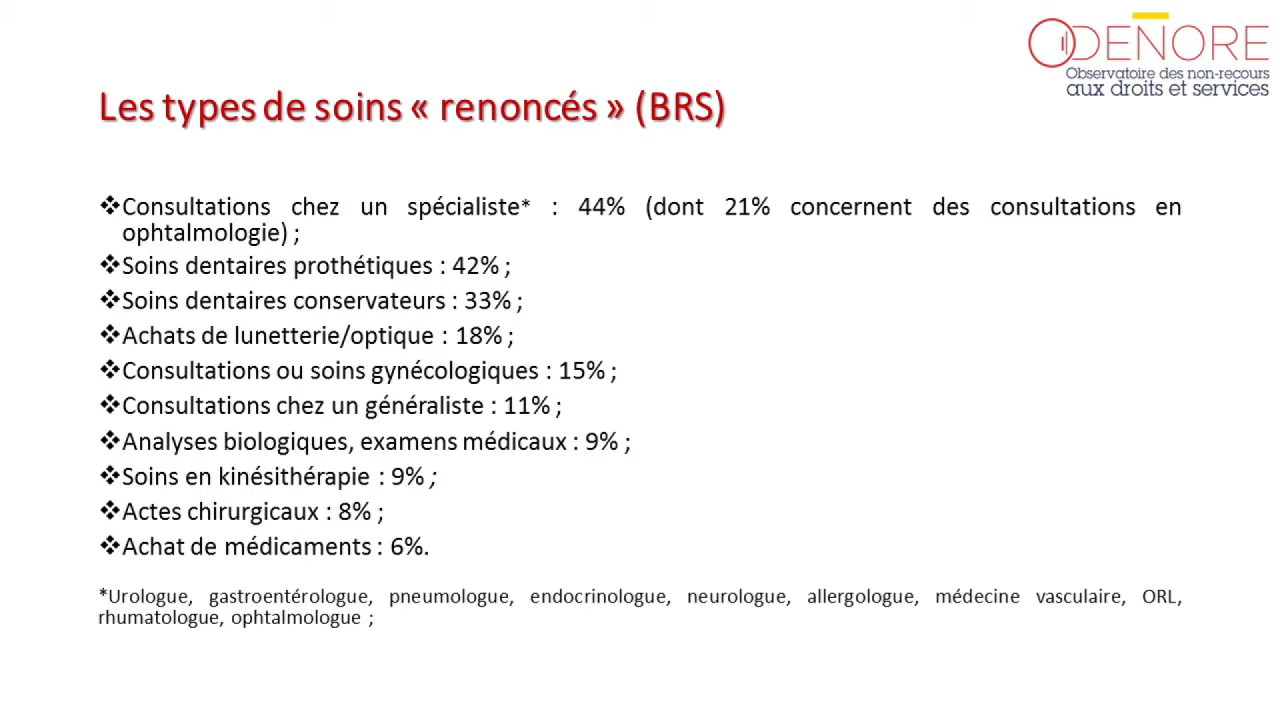 ODENORE
Observatoire des non-recours
aux droits et services
Les types de soins « renoncés » (BRS)
❖Consultations chez un spécialiste* : 44% (dont 21% concernent des consultations en
ophtalmologie) ;
❖Soins dentaires prothétiques : 42% ;
❖Soins dentaires conservateurs : 33% ;
❖Achats de lunetterie/optique : 18% ;
❖Consultations ou soins gynécologiques : 15% ;
❖Consultations chez un généraliste : 11% ;
❖Analyses biologiques, examens médicaux : 9% ;
❖Soins en kinésithérapie : 9% ;
❖Actes chirurgicaux : 8% ;
❖Achat de médicaments : 6%.
*Urologue, gastroentérologue, pneumologue, endocrinologue, neurologue, allergologue, médecine vasculaire, ORL,
rhumatologue, ophtalmologue ;